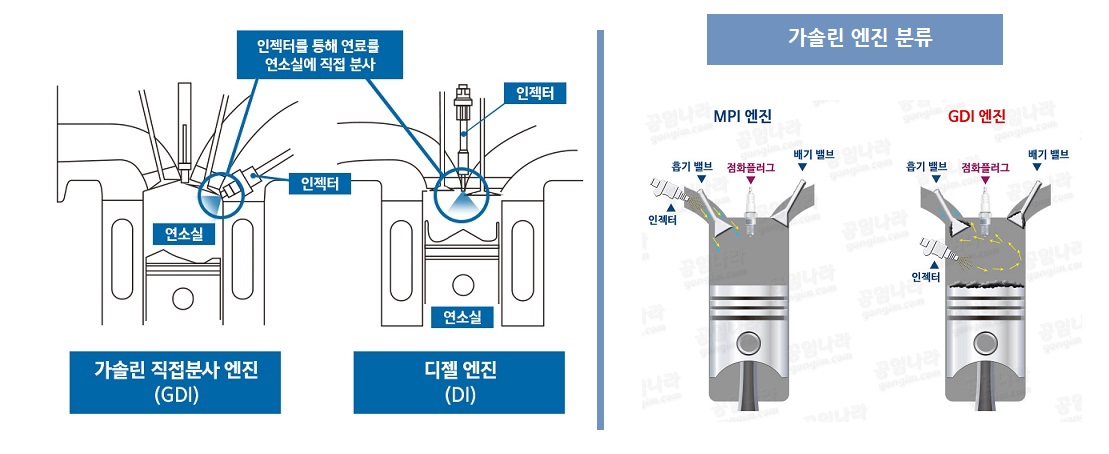 인젝터를 통해 연료를
연소실에 직접 분사
인젝터
인젝터
연소실
연소실
가솔린 직접분사 엔진
(GDI)
디젤 엔진
(DI)
가솔린 엔진 분류
MPI 엔진
흡기 밸브
점화플러그
배기 밸브
인젝터
GDI 엔진
흡기 밸브
점화플러그
배기 밸브
인젝터
공임나라
gongim.com